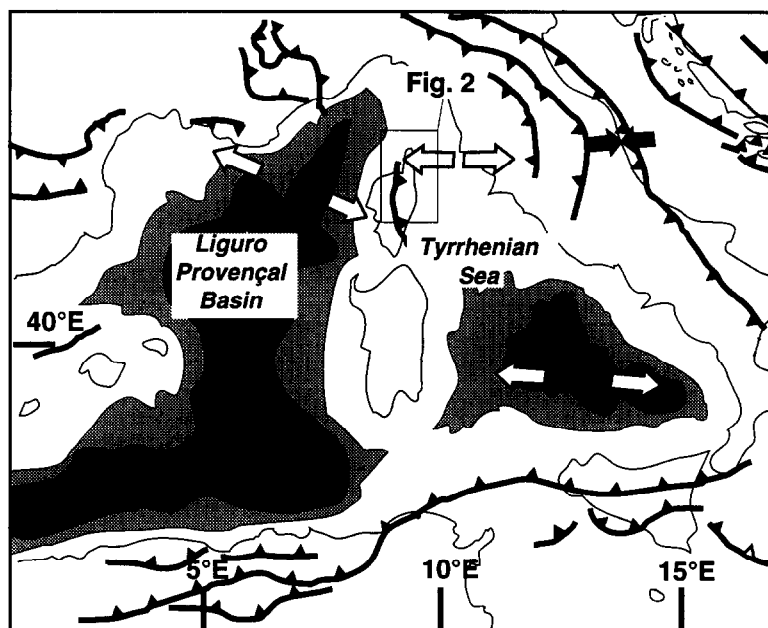 Fig. 2
Liguro
Provençal
Basin
Tyrrhenian
Sea
40°E
5°E
10°E
15°E